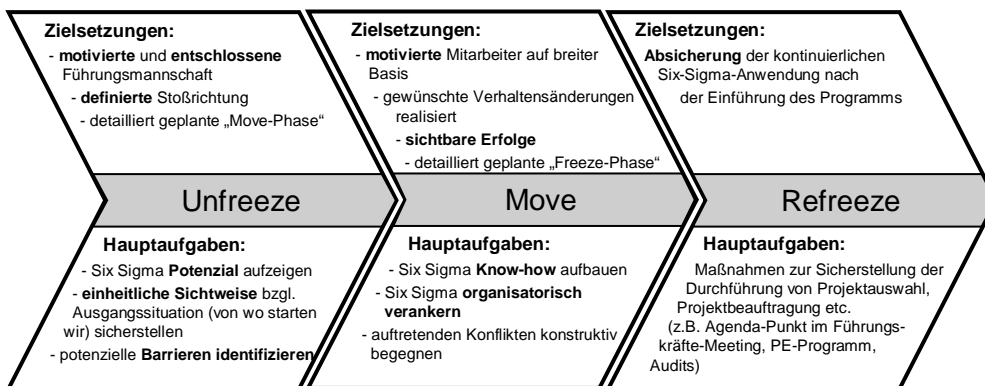 Zielsetzungen:
- motivierte und entschlossene
Führungsmannschaft
- definierte Stoßrichtung
- detailliert geplante „Move-Phase“
Unfreeze
Hauptaufgaben:
- Six Sigma Potenzial aufzeigen
- einheitliche Sichtweise bzgl.
Ausgangssituation (von wo starten
wir) sicherstellen
- potenzielle Barrieren identifizieren
Zielsetzungen:
- motivierte Mitarbeiter auf breiter
Basis
- gewünschte Verhaltensänderungen
realisiert
- sichtbare Erfolge
- detailliert geplante „Freeze-Phase“
Move
Hauptaufgaben:
- Six Sigma Know-how aufbauen
- Six Sigma organisatorisch
verankern
- auftretenden Konflikten konstruktiv
begegnen
Zielsetzungen:
Absicherung der kontinuierlichen
Six-Sigma-Anwendung nach
der Einführung des Programms
Refreeze
Hauptaufgaben:
Maßnahmen zur Sicherstellung der
Durchführung von Projektauswahl,
Projektbeauftragung etc.
(z.B. Agenda-Punkt im Führungs-
kräfte-Meeting, PE-Programm,
Audits)